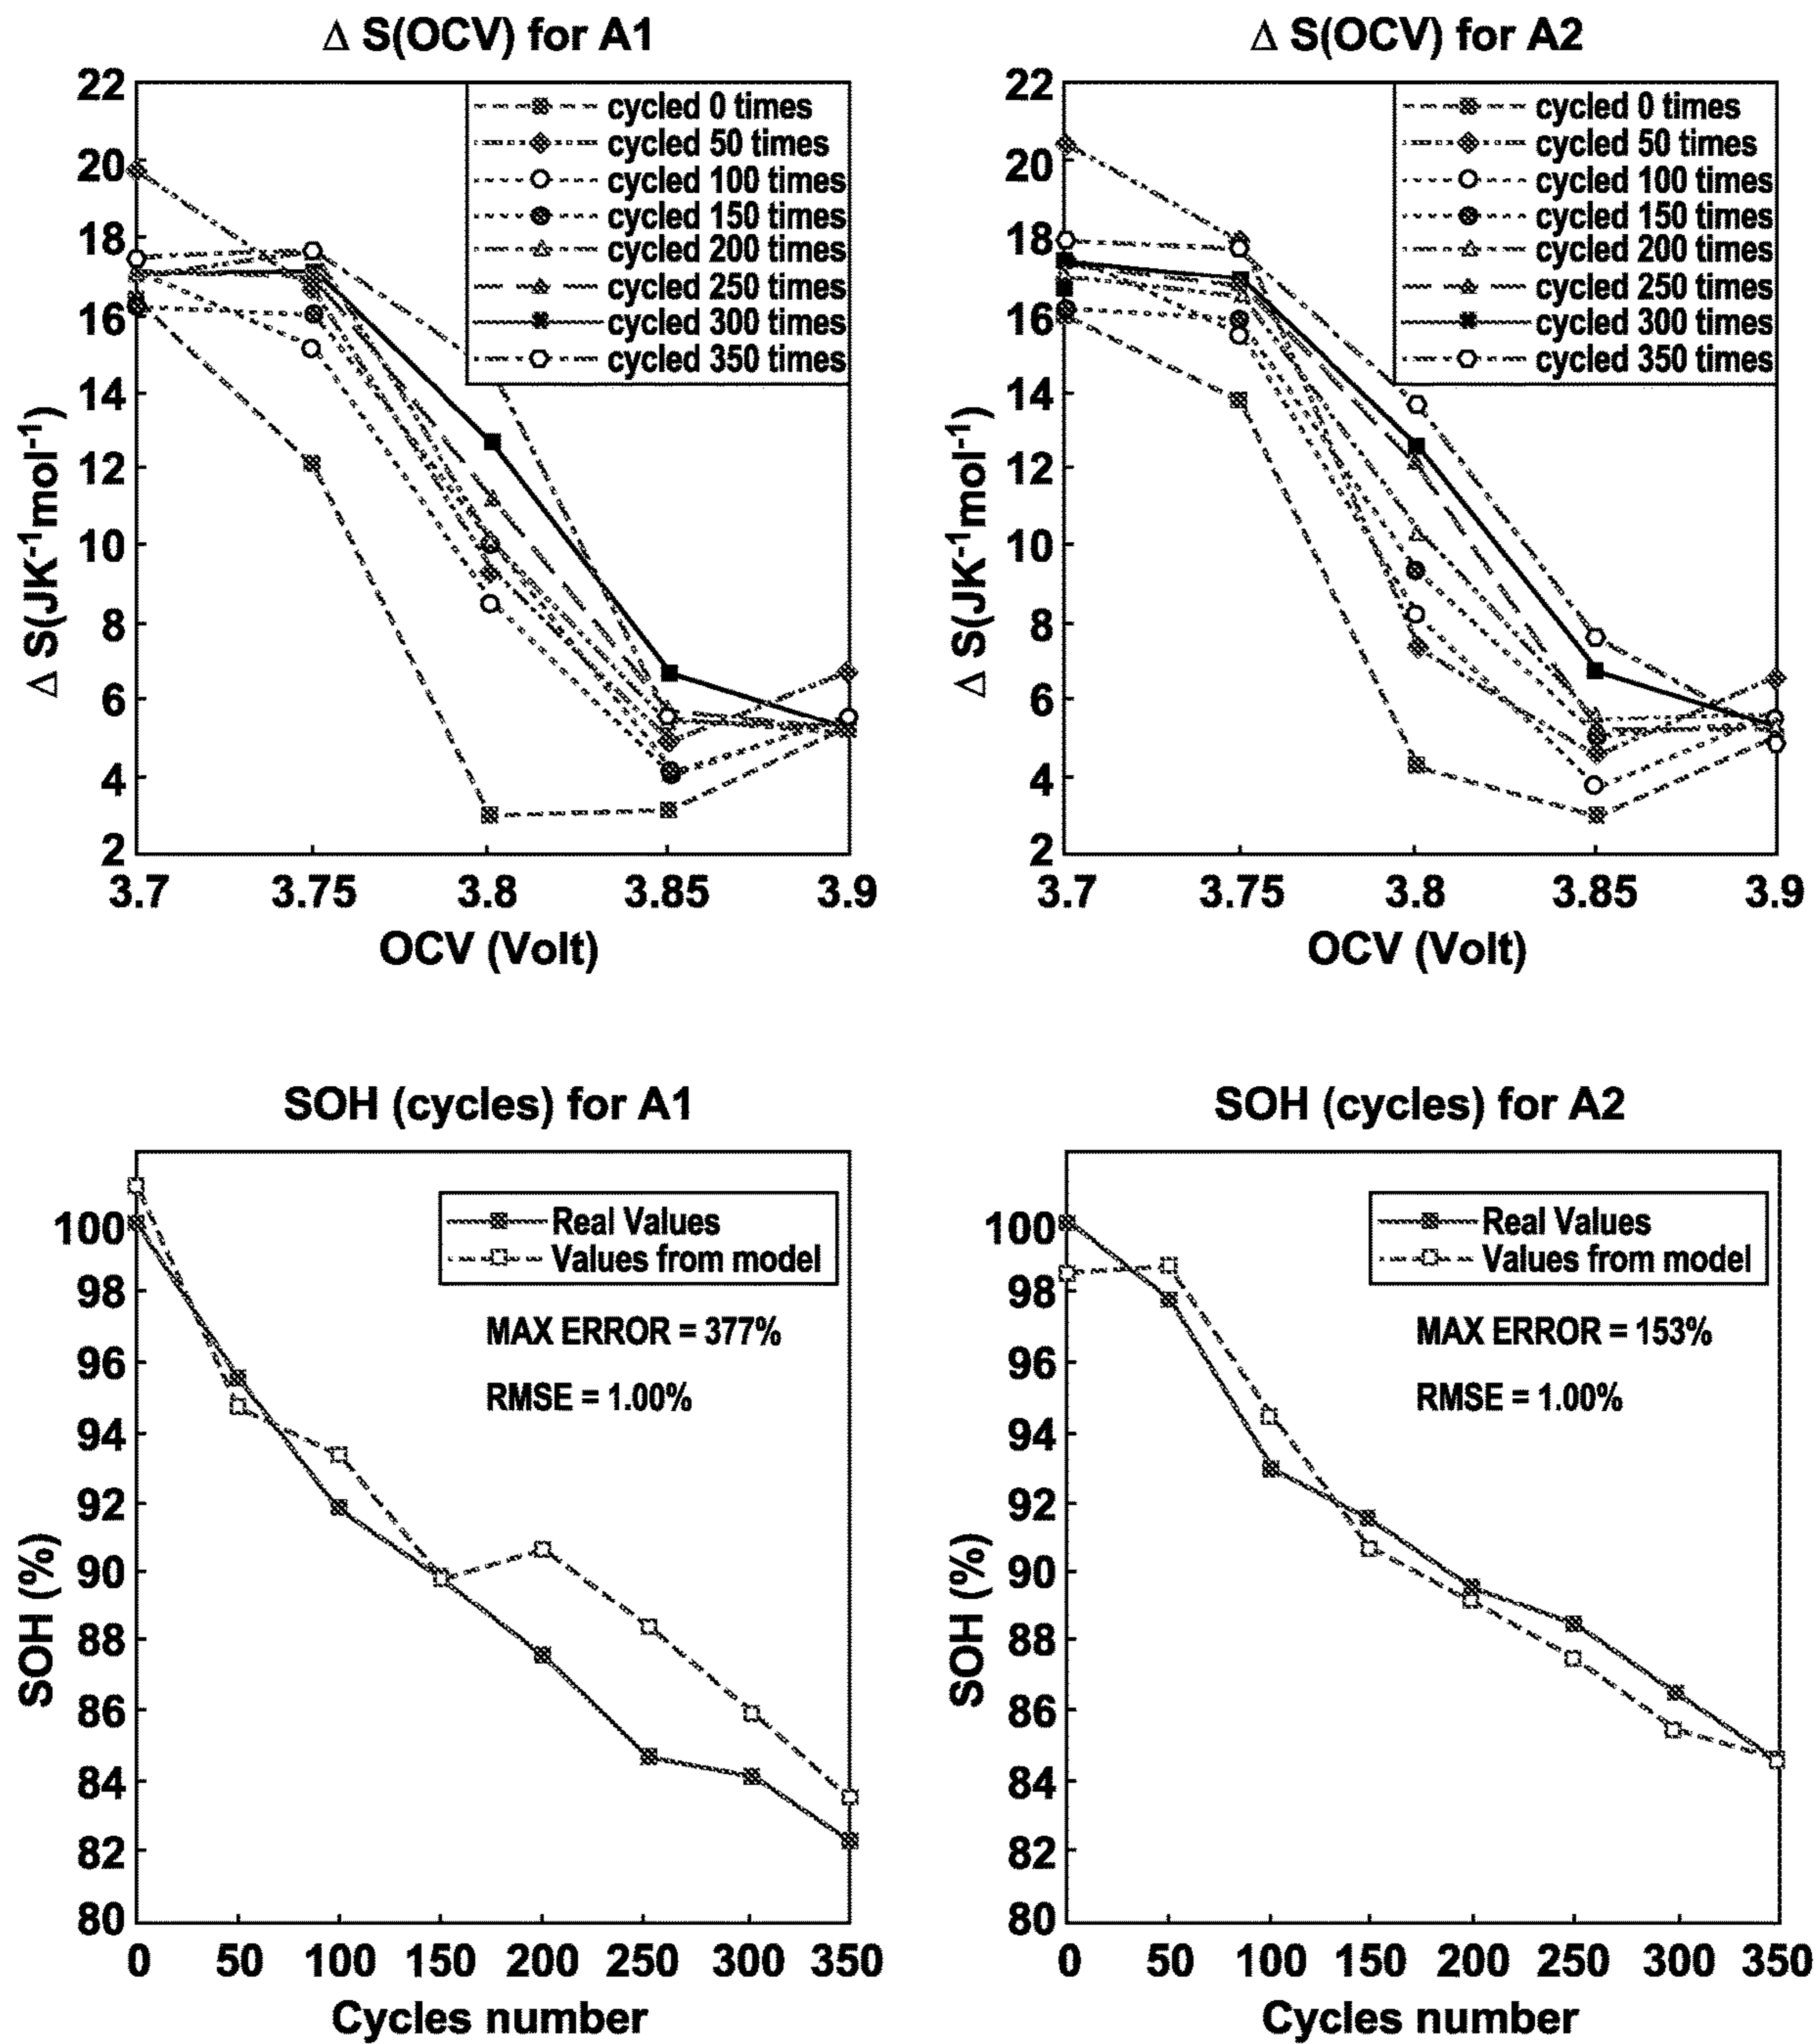 Δ S(OCV) for A1
22
20
18
16
14
12
10
8
6
4
2
Δ S(JK-1mol-1)
cycled 0 times
cycled 50 times
cycled 100 times
cycled 150 times
cycled 200 times
cycled 250 times
cycled 300 times
cycled 350 times
3.7 3.75 3.8 3.85 3.9
OCV (Volt)
Δ S(OCV) for A2
22
20
18
16
14
12
10
8
6
4
2
Δ S(JK-1mol-1)
cycled 0 times
cycled 50 times
cycled 100 times
cycled 150 times
cycled 200 times
cycled 250 times
cycled 300 times
cycled 350 times
3.7 3.75 3.8 3.85 3.9
OCV (Volt)
SOH (cycles) for A1
100
98
96
94
92
90
88
86
84
82
80
SOH (%)
Real Values
Values from model
MAX ERROR = 377%
RMSE = 1.00%
0 50 100 150 200 250 300 350
Cycles number
SOH (cycles) for A2
100
98
96
94
92
90
88
86
84
82
80
SOH (%)
Real Values
Values from model
MAX ERROR = 153%
RMSE = 1.00%
0 50 100 150 200 250 300 350
Cycles number